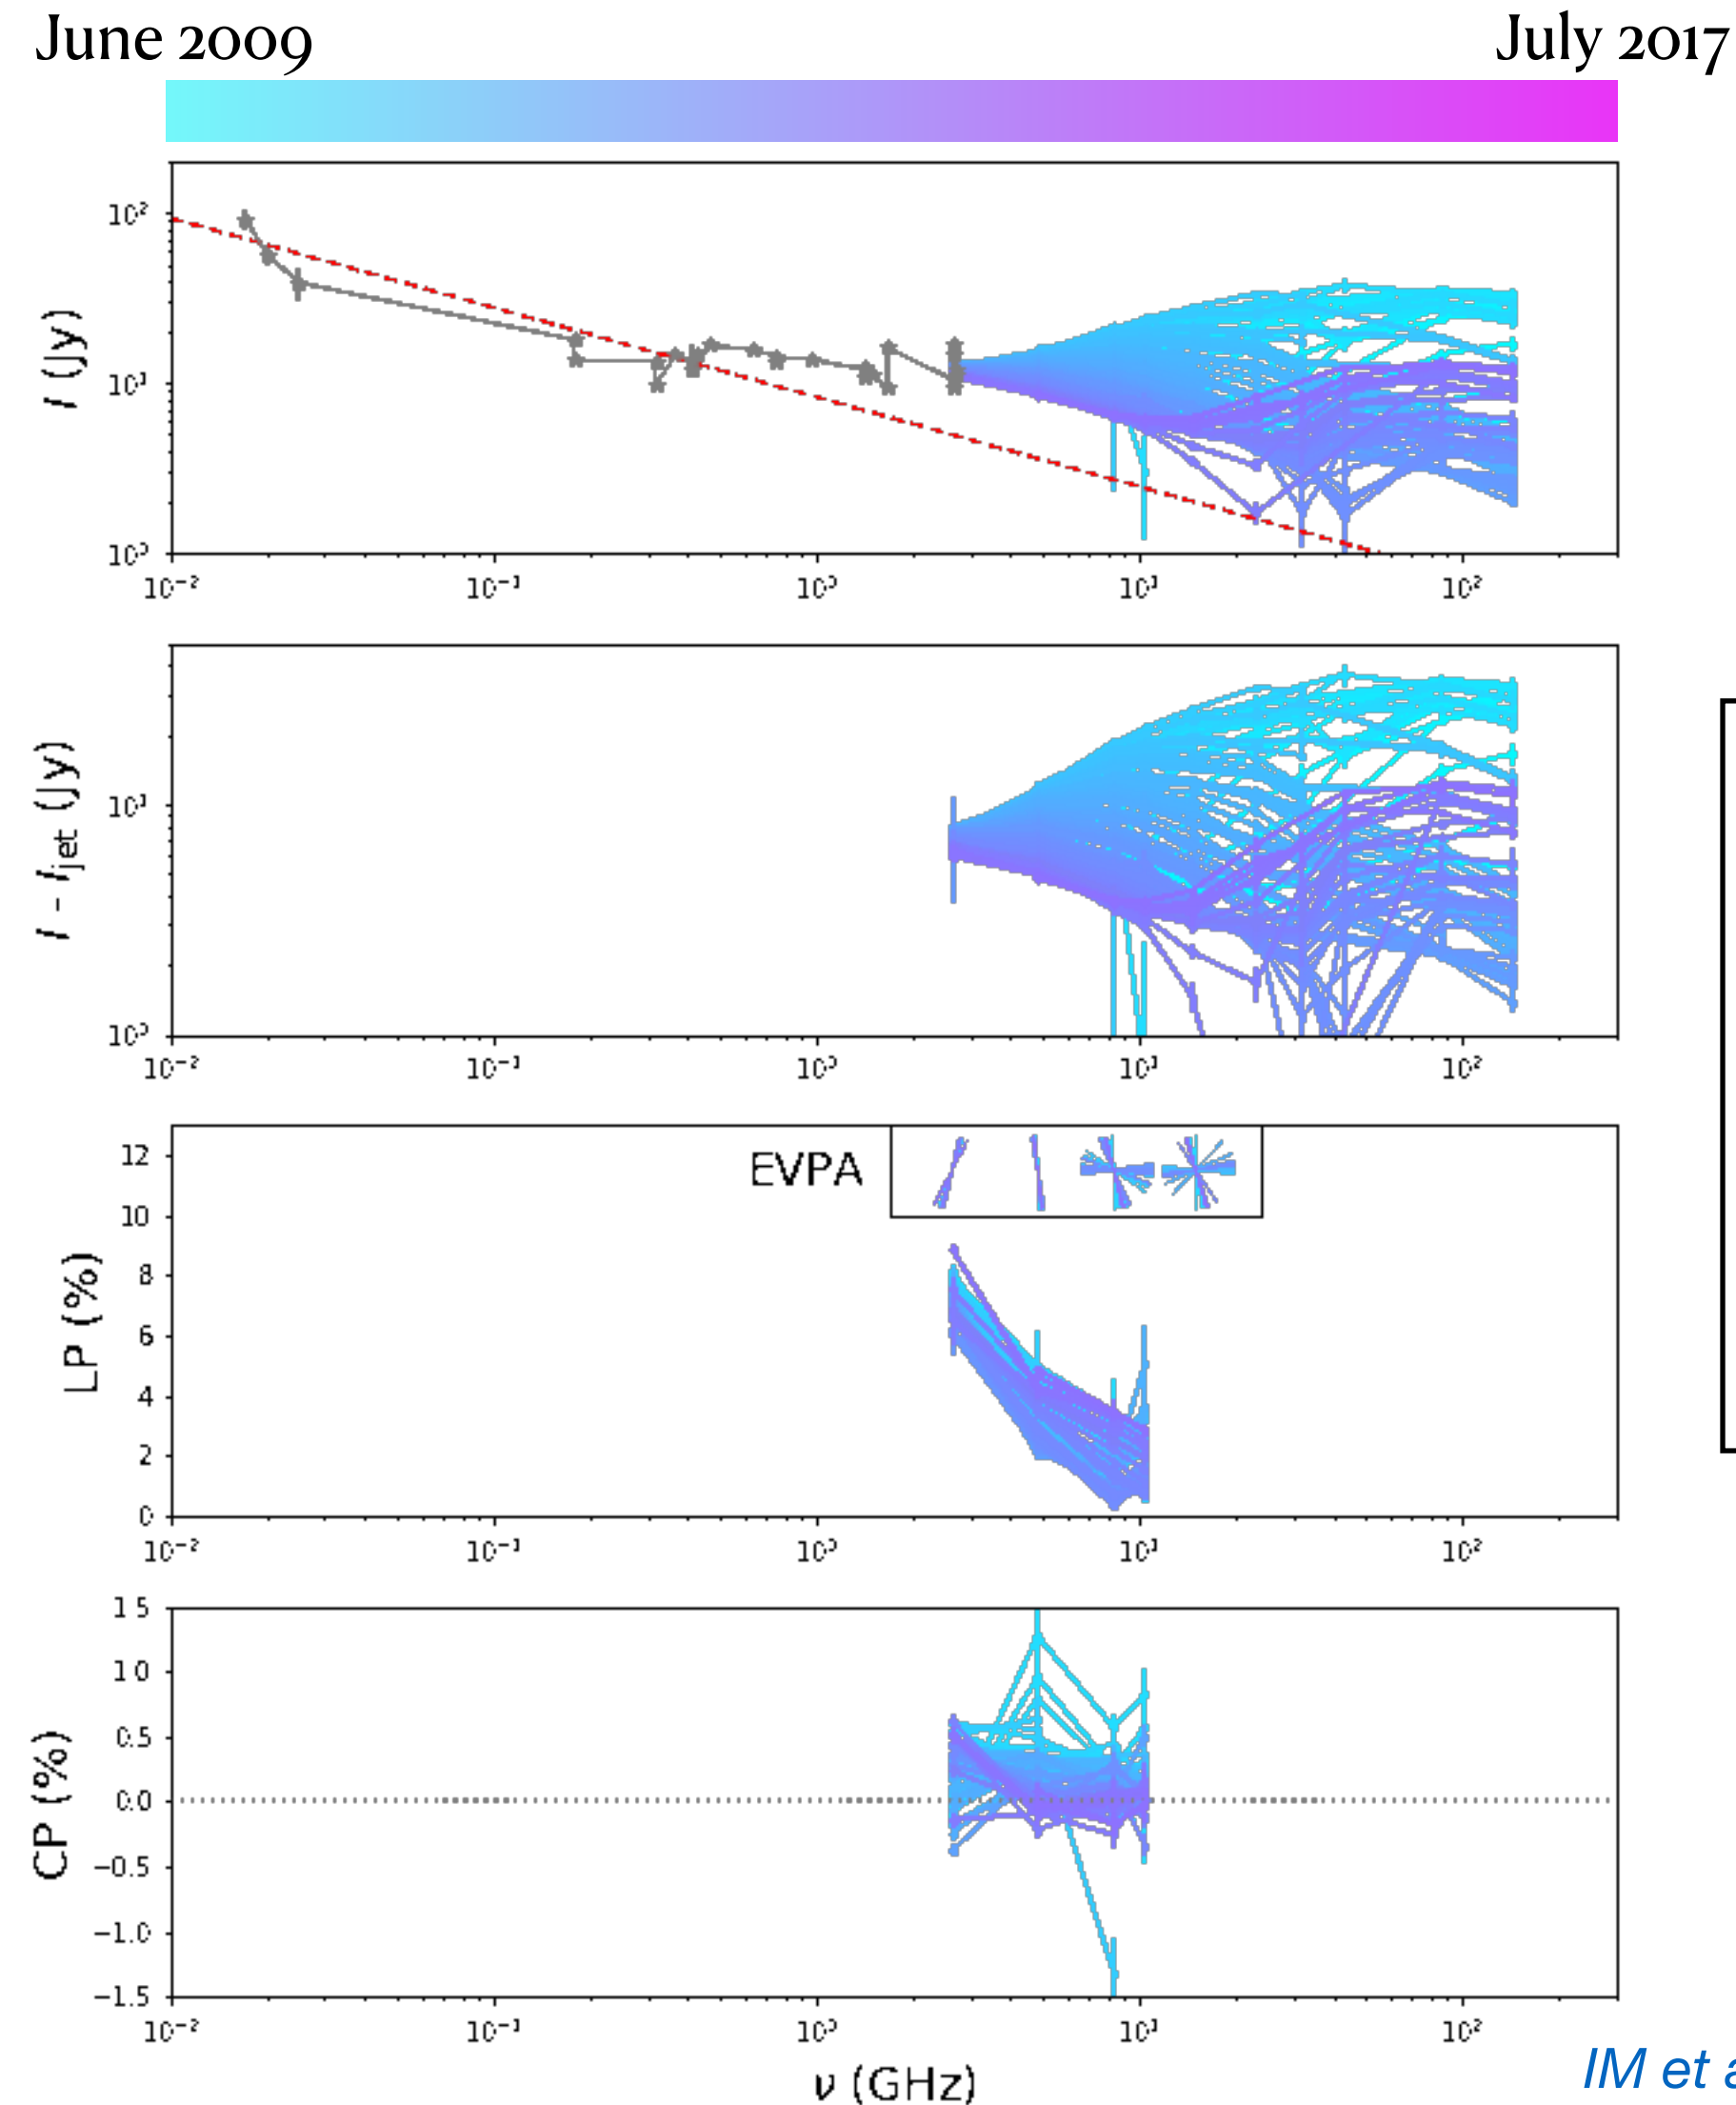 June 2009 July 2017
10²
10¹
10⁰
I (Jy)
10⁻² 10⁻¹ 10⁰ 10¹ 10²
10¹
10⁰
I - I_jet (Jy)
10⁻² 10⁻¹ 10⁰ 10¹ 10²
EVPA
12
10
8
6
4
2
0
LP (%)
10⁻² 10⁻¹ 10⁰ 10¹ 10²
1.5
1.0
0.5
0.0
−0.5
−1.0
−1.5
CP (%)
10⁻² 10⁻¹ 10⁰ 10¹ 10²
ν (GHz)
IM et